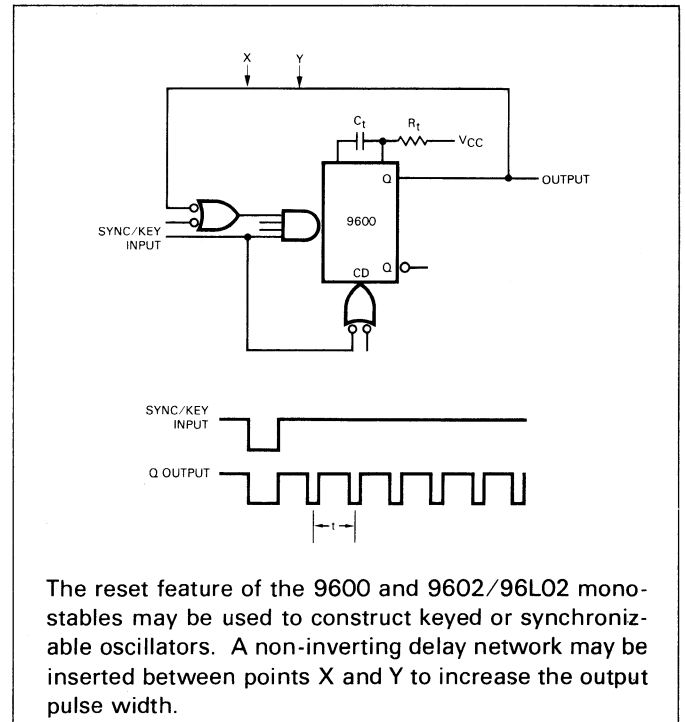 X Y
Ct Rt
VCC
Q OUTPUT
9600
SYNC/KEY
INPUT
CD Q
SYNC/KEY
INPUT
Q OUTPUT
t
The reset feature of the 9600 and 9602/96L02 mono-
stables may be used to construct keyed or synchroniz-
able oscillators. A non-inverting delay network may be
inserted between points X and Y to increase the output
pulse width.